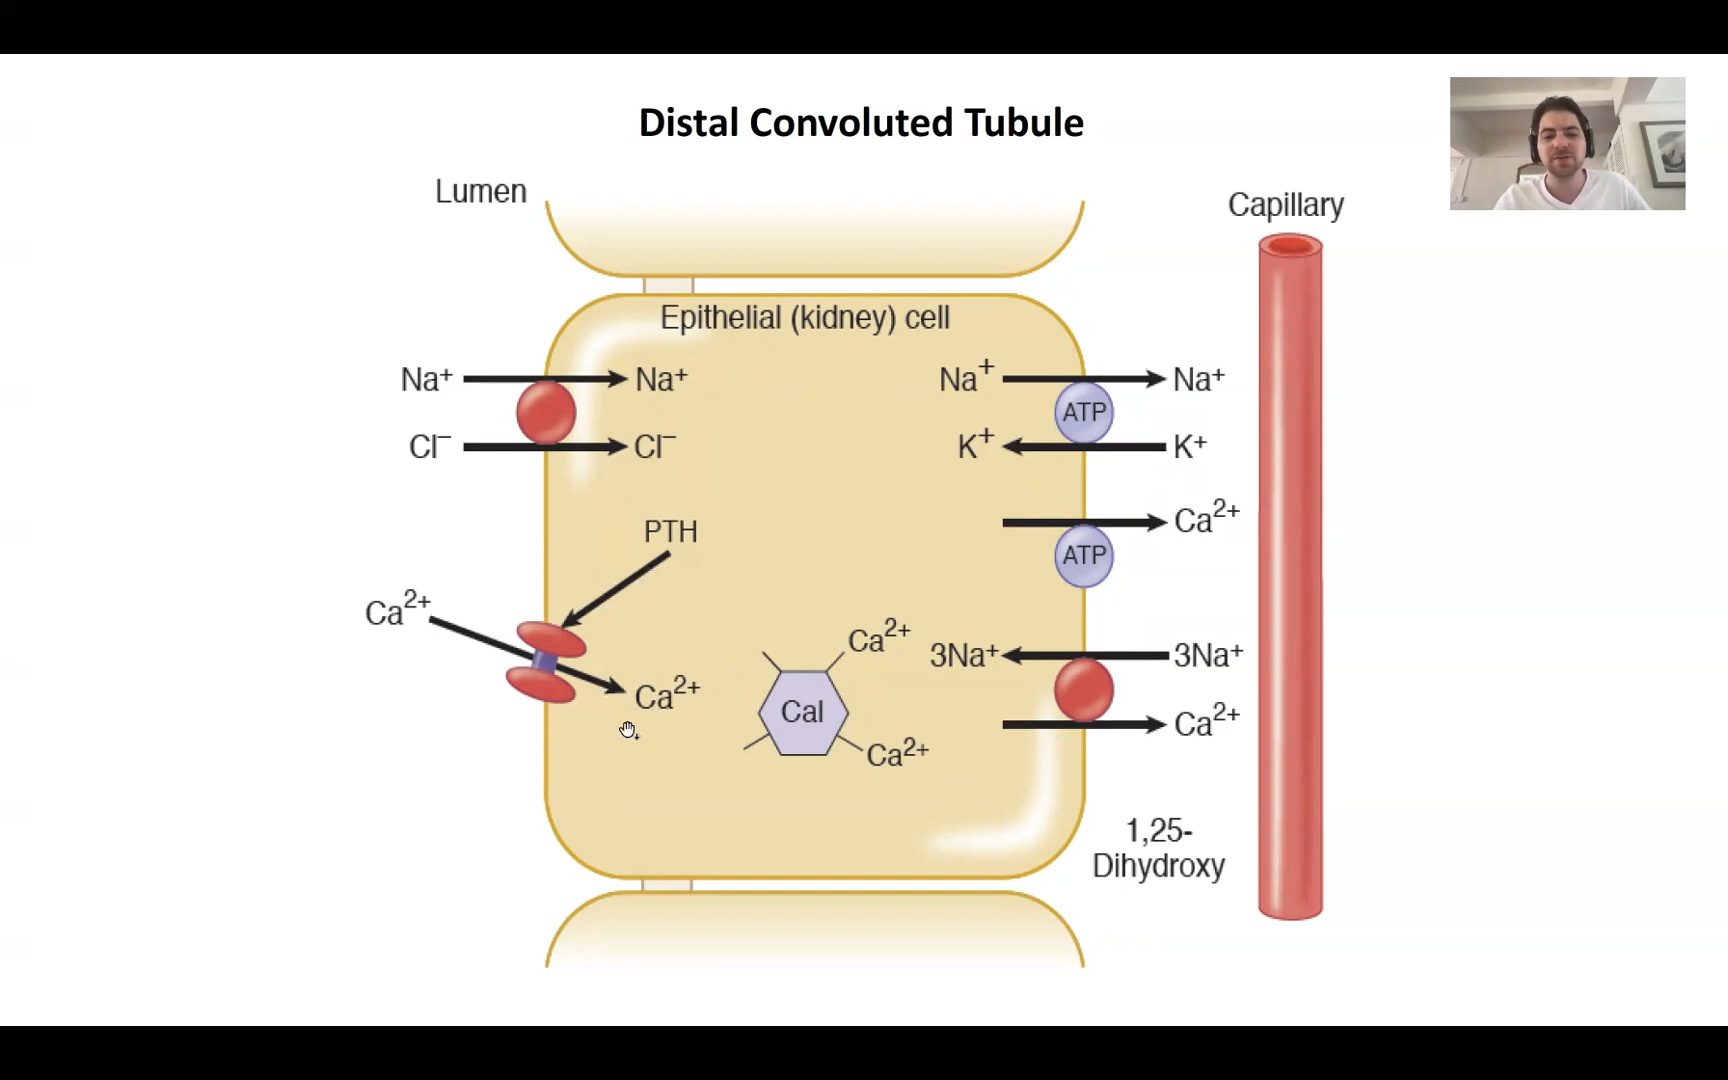 Distal Convoluted Tubule
Lumen
Capillary
Epithelial (kidney) cell
Na⁺ Na⁺ Na⁺ Na⁺
ATP
Cl⁻ Cl⁻ K⁺ K⁺
PTH
Ca²⁺
ATP
Ca²⁺
Ca²⁺ 3Na⁺ 3Na⁺
Ca²⁺
Cal
Ca²⁺
Ca²⁺
1,25-
Dihydroxy